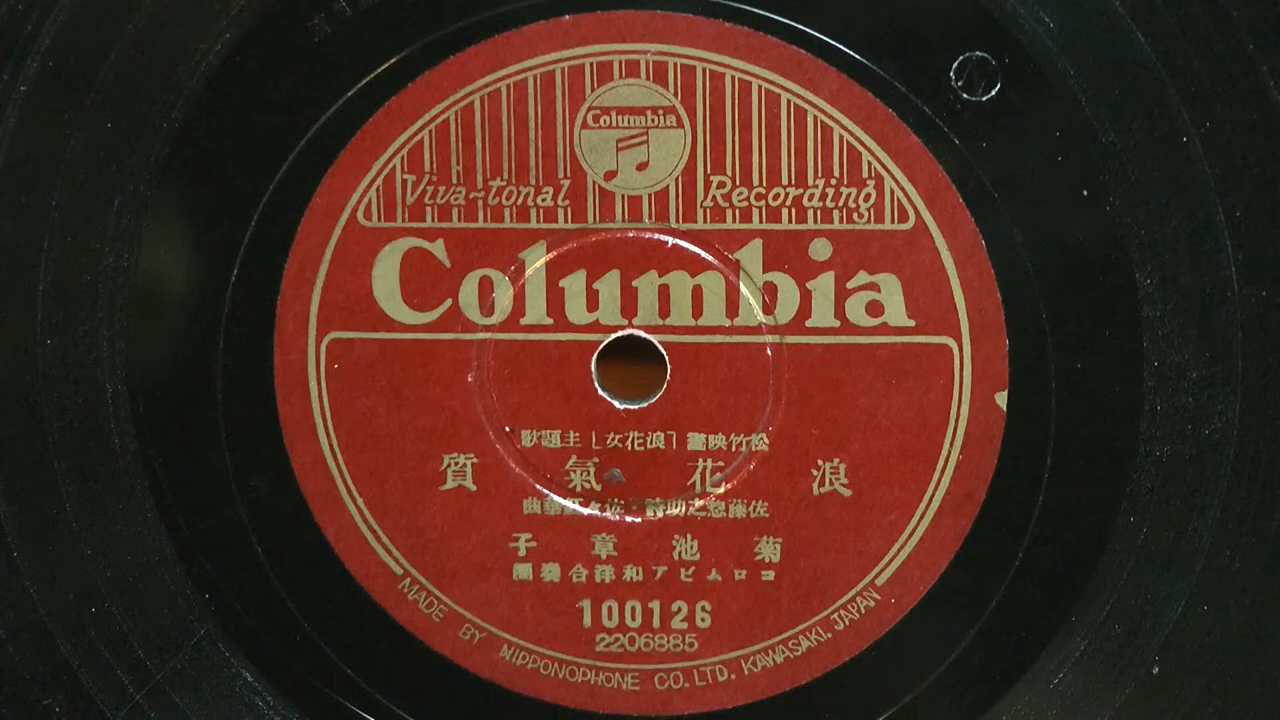 Columbia
Viva-tonal Recording
Columbia
松竹映畫「浪花女」主題歌
浪花氣質
佐藤惣之助詩・佐々紅華曲
菊池章子
コロムビア和洋合奏團
100126
2206885
MADE BY NIPPONOPHONE CO. LTD. KAWASAKI. JAPAN